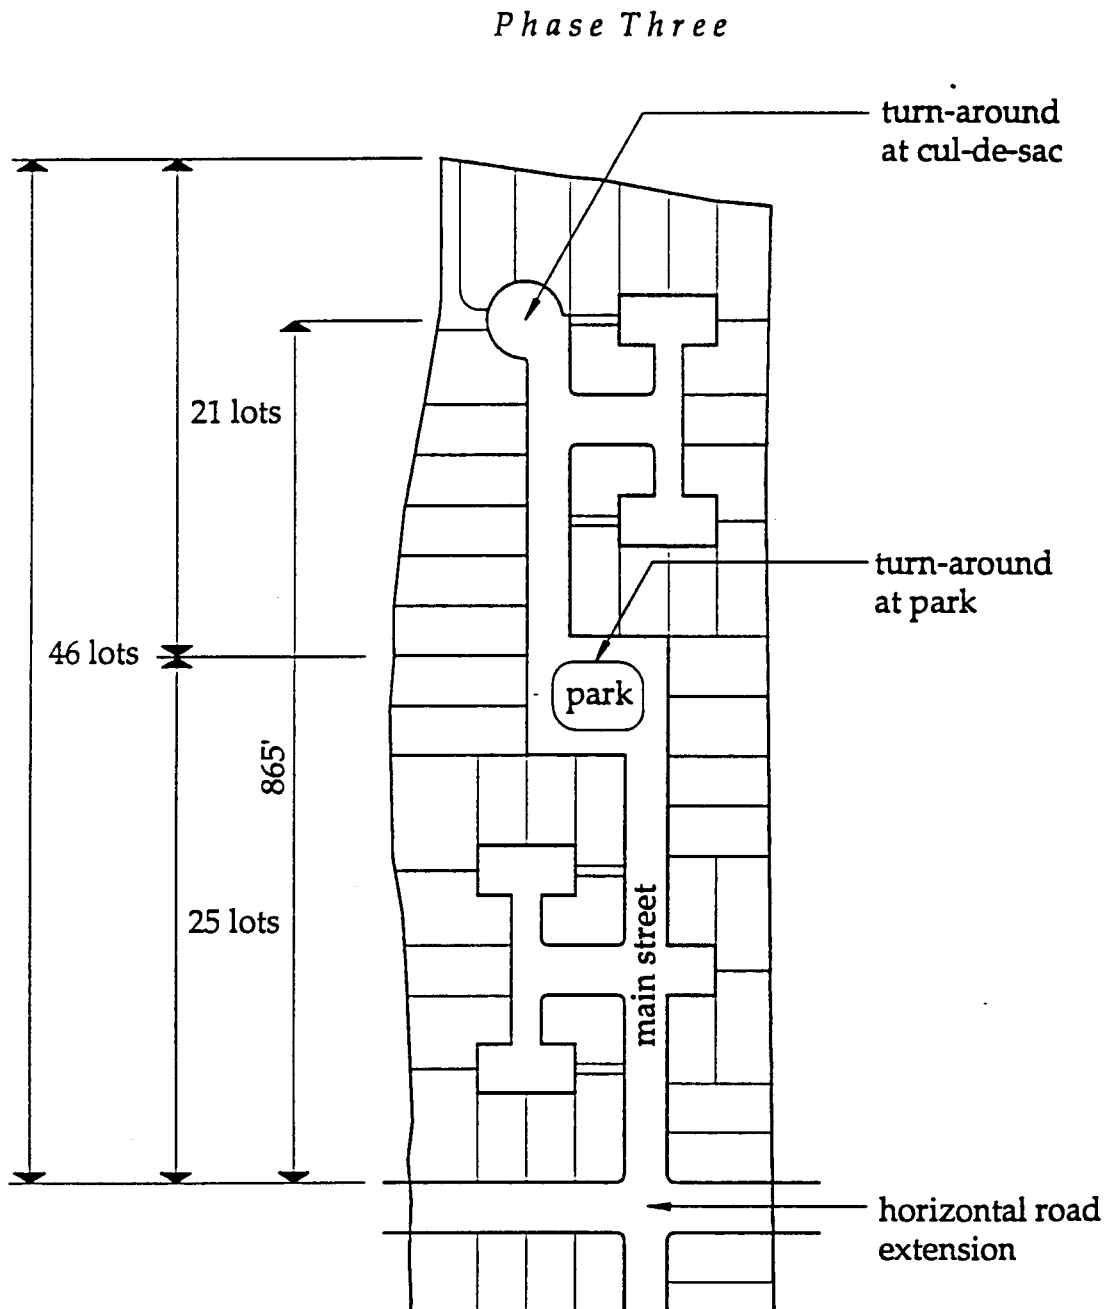 Phase Three
turn-around
at cul-de-sac
21 lots
turn-around
at park
46 lots
park
865'
25 lots
main street
horizontal road
extension